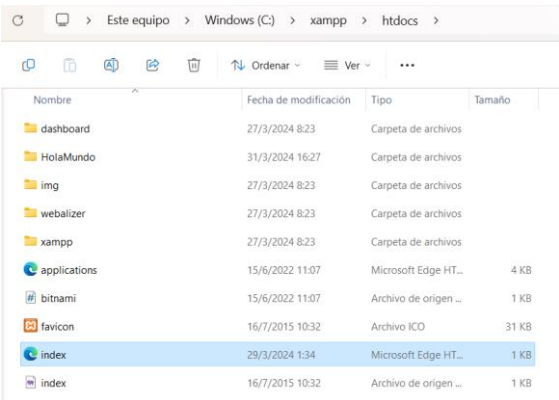 Este equipo > Windows (C:) > xampp > htdocs >
Ordenar Ver ...
Nombre Fecha de modificación Tipo Tamaño
dashboard 27/3/2024 8:23 Carpeta de archivos
HolaMundo 31/3/2024 16:27 Carpeta de archivos
img 27/3/2024 8:23 Carpeta de archivos
webalizer 27/3/2024 8:23 Carpeta de archivos
xampp 27/3/2024 8:23 Carpeta de archivos
applications 15/6/2022 11:07 Microsoft Edge HT... 4 KB
bitnami 15/6/2022 11:07 Archivo de origen ... 1 KB
favicon 16/7/2015 10:32 Archivo ICO 31 KB
index 29/3/2024 1:34 Microsoft Edge HT... 1 KB
index 16/7/2015 10:32 Archivo de origen ... 1 KB